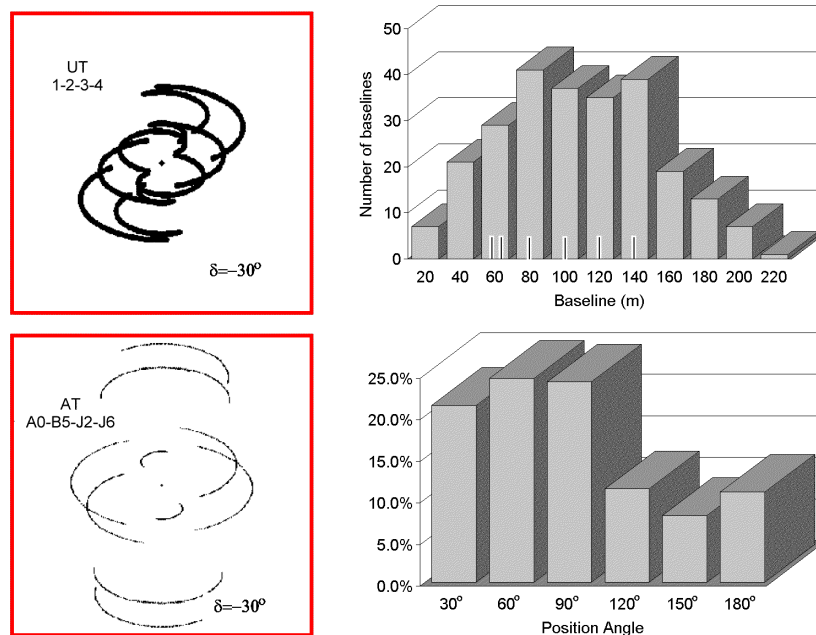 UT
1-2-3-4
δ=-30°
50
40
30
20
10
0
Number of baselines
20 40 60 80 100 120 140 160 180 200 220
Baseline (m)
AT
A0-B5-J2-J6
δ=-30°
25.0%
20.0%
15.0%
10.0%
5.0%
0.0%
30° 60° 90° 120° 150° 180°
Position Angle